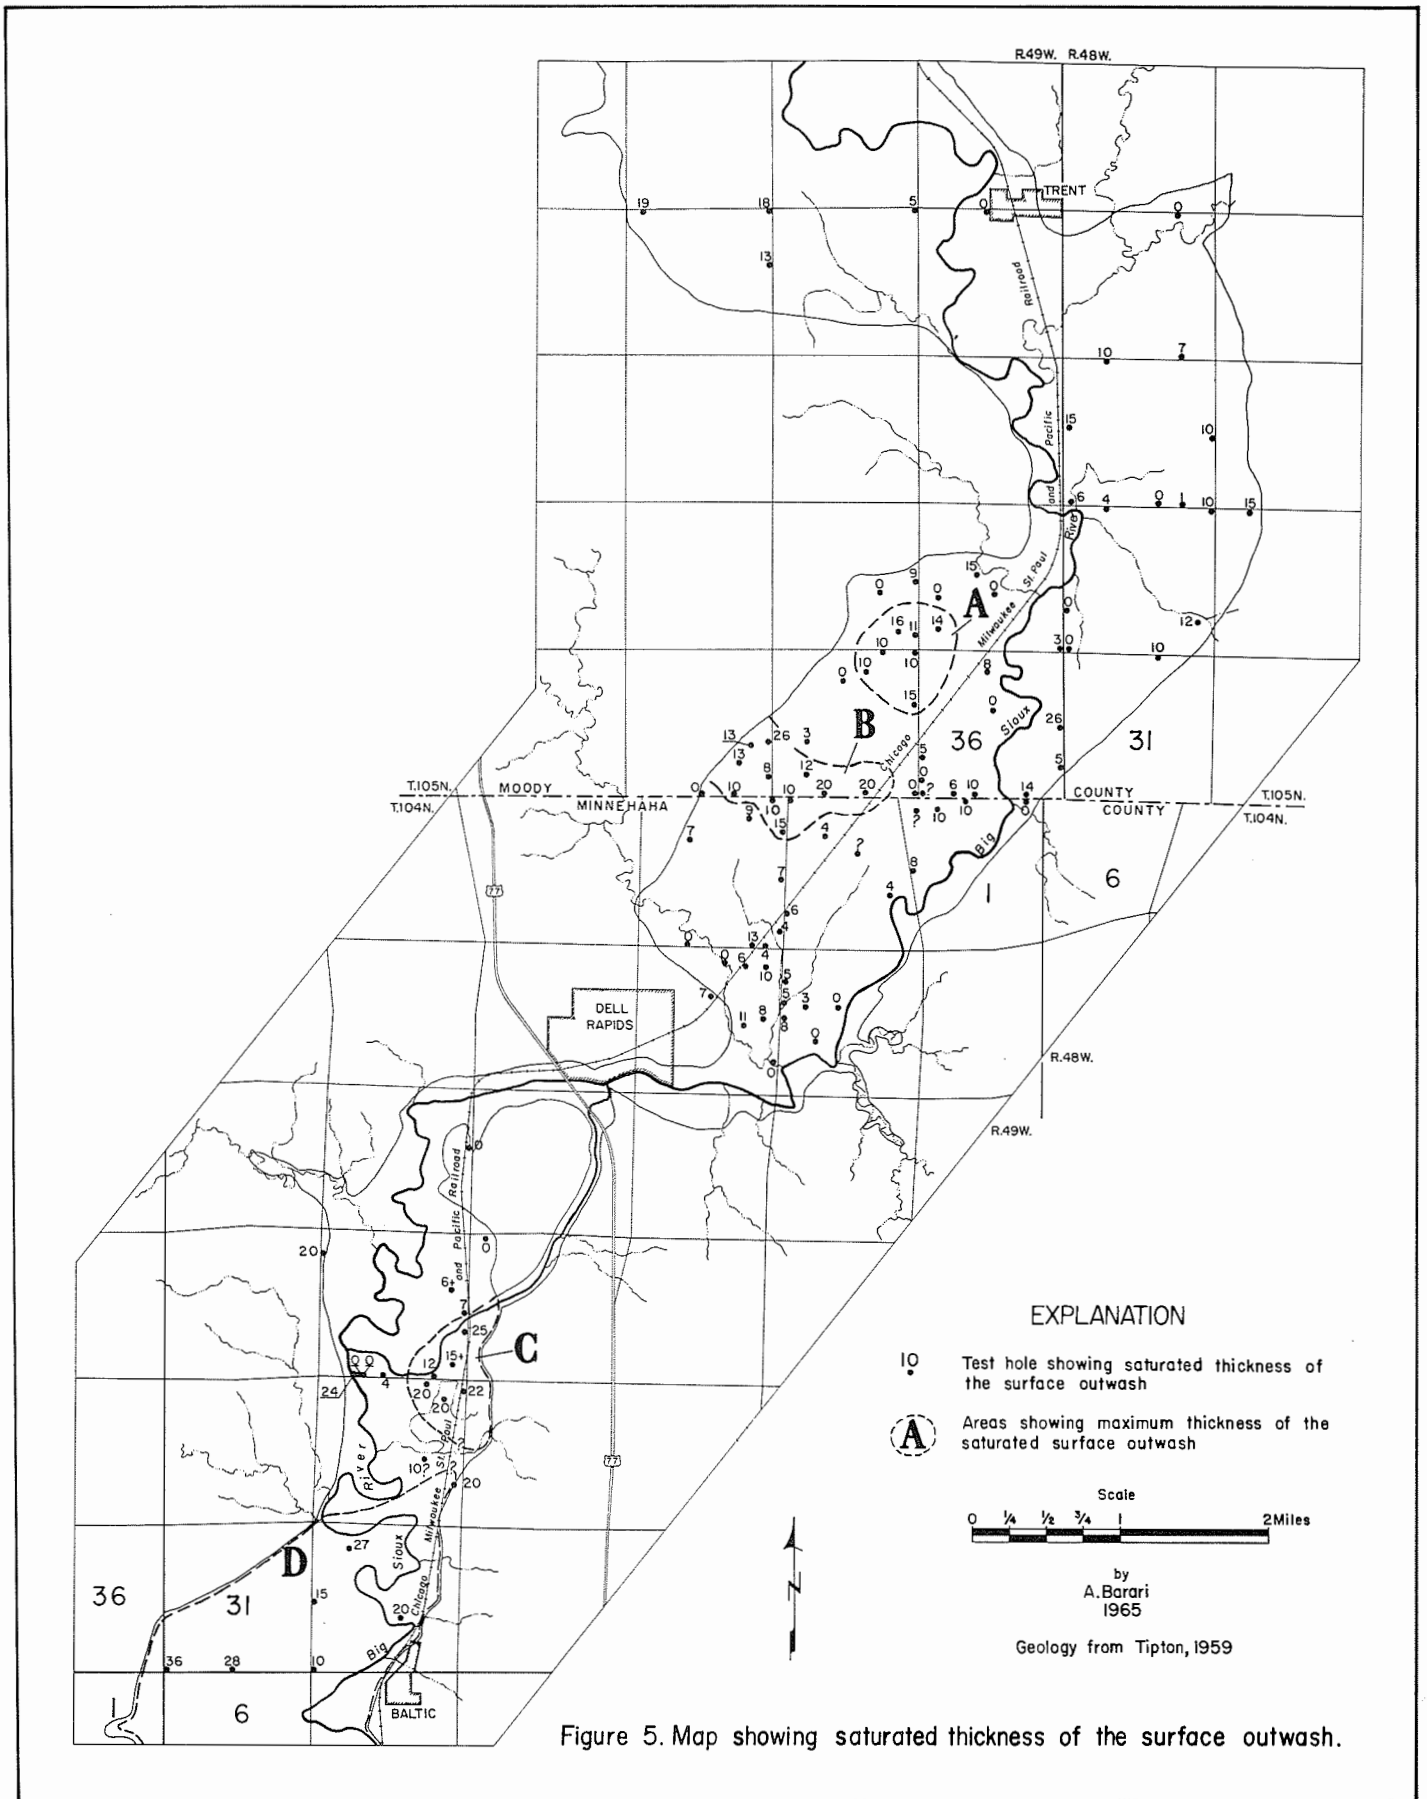 R.49W. R.48W.
TRENT
19
18
5
0
0
13
Railroad
10
7
15
Pacific
10
and
6
4
0
1
10
15
River
St. Paul
9
15
0
0
0
A
Milwaukee
0
16
11
14
12
10
10
3 0
10
10
0
8
15
0
B
Sioux
26
13
26
3
36
31
13
Chicago
5
8
12
5
0
T.105N.
MOODY
0
10
20
20
0
?
6
10
14
COUNTY
T.105N.
T.104N.
MINNEHAHA
10
10
10
0
COUNTY
T.104N.
9
15
?
10
7
4
?
Big
77
7
8
6
4
1
6
4
0
13
0
6
4
10
5
7
5
3
0
DELL
RAPIDS
11
8
8
0
0
R.48W.
R.49W.
0
and Pacific Railroad
20
0
6+
7
25
C
0 0
15+
12
24
4
20
22
20
St. Paul
?
River
10?
?
20
Milwaukee
D
27
Sioux
36
31
15
Chicago
20
Big
36
28
10
1
6
BALTIC
EXPLANATION
10
Test hole showing saturated thickness of
the surface outwash
A
Areas showing maximum thickness of the
saturated surface outwash
Scale
0 1/4 1/2 3/4 1 2 Miles
by
A. Barari
1965
N
Geology from Tipton, 1959
77
Figure 5. Map showing saturated thickness of the surface outwash.